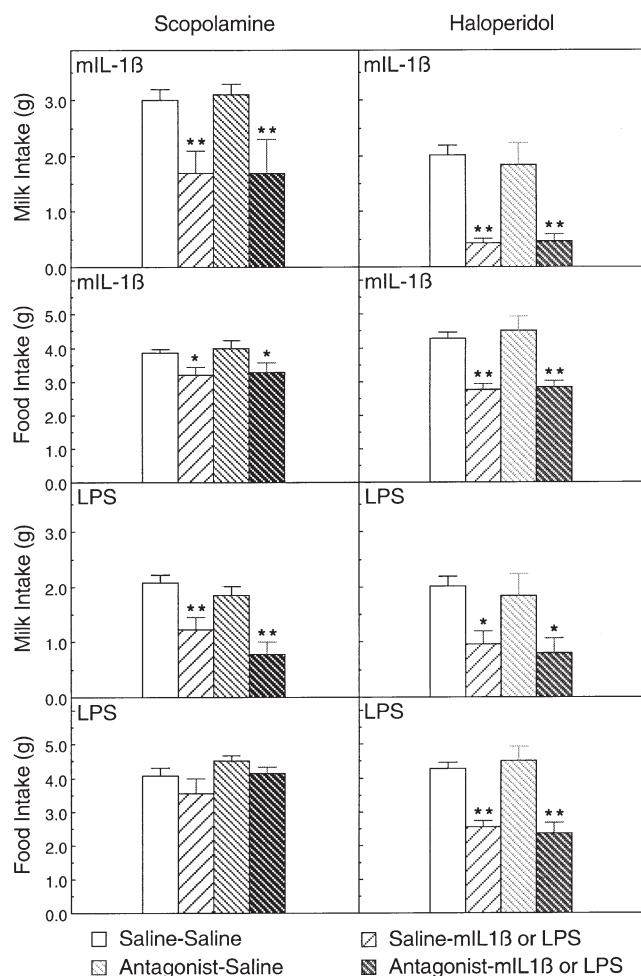 Scopolamine Haloperidol
mIL-1ß mIL-1ß
Milk Intake (g)
3.0
2.0
1.0
0.0
** ** ** **
mIL-1ß mIL-1ß
Food Intake (g)
5.0
4.0
3.0
2.0
1.0
0.0
* * ** **
LPS LPS
Milk Intake (g)
3.0
2.0
1.0
0.0
** ** * *
LPS LPS
Food Intake (g)
5.0
4.0
3.0
2.0
1.0
0.0
** **
Saline-Saline Saline-mIL1ß or LPS
Antagonist-Saline Antagonist-mIL1ß or LPS